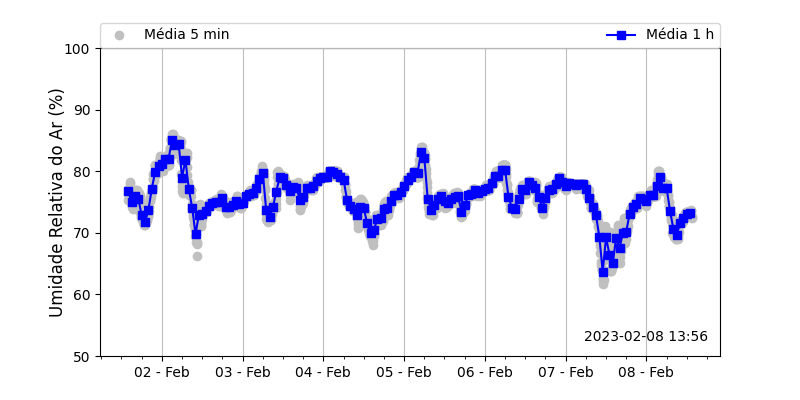 Média 5 min
Média 1 h
100
90
80
70
60
50
Umidade Relativa do Ar (%)
2023-02-08 13:56
02 - Feb
03 - Feb
04 - Feb
05 - Feb
06 - Feb
07 - Feb
08 - Feb